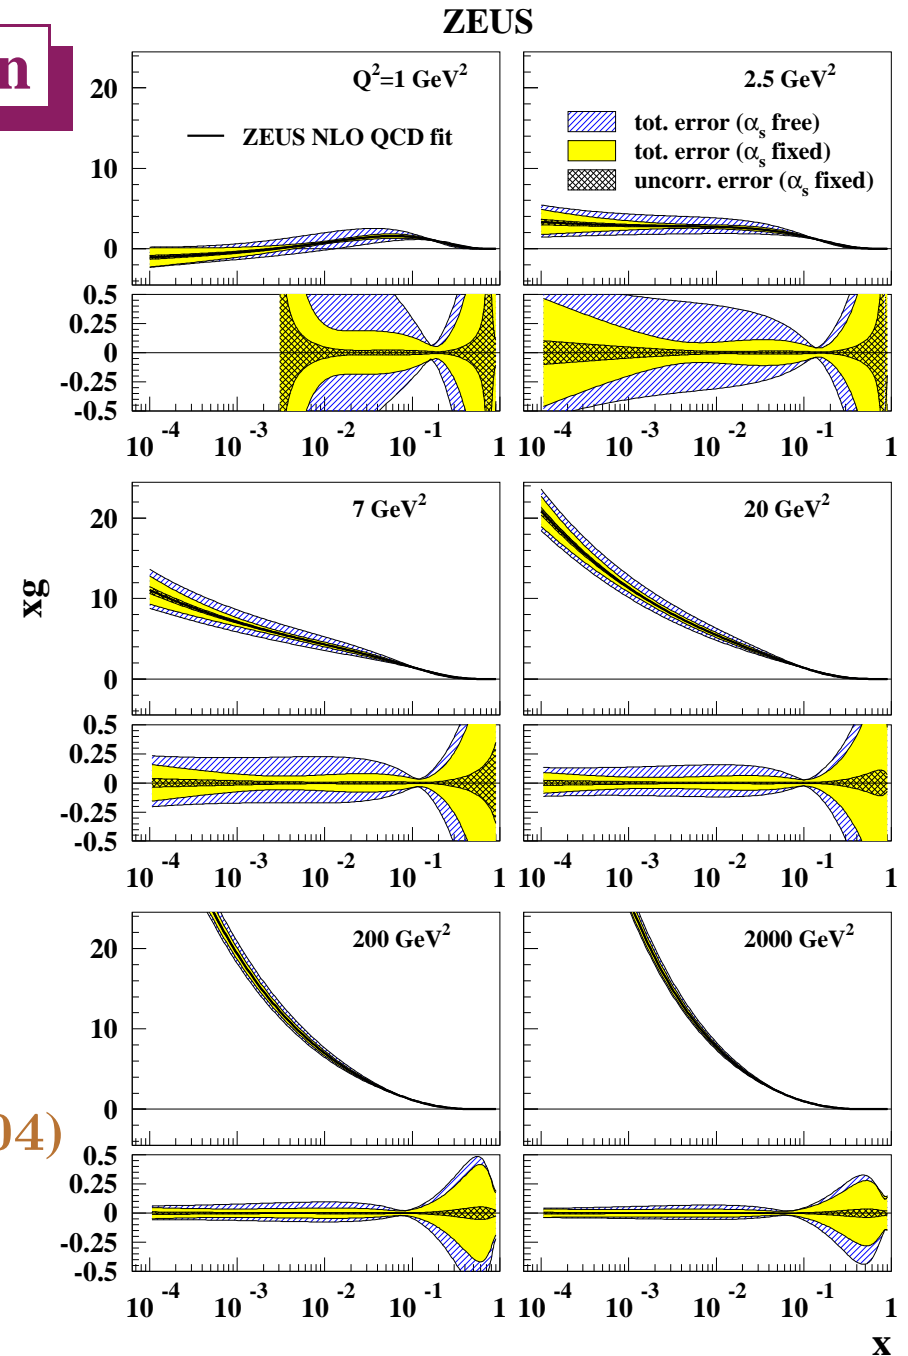 ZEUS
n
Q²=1 GeV²
2.5 GeV²
ZEUS NLO QCD fit
tot. error (αs free)
tot. error (αs fixed)
uncorr. error (αs fixed)
20
10
0
0.5
0.25
0
-0.25
-0.5
10⁻⁴ 10⁻³ 10⁻² 10⁻¹ 1 10⁻⁴ 10⁻³ 10⁻² 10⁻¹ 1
7 GeV²
20 GeV²
xg
20
10
0
0.5
0.25
0
-0.25
-0.5
10⁻⁴ 10⁻³ 10⁻² 10⁻¹ 1 10⁻⁴ 10⁻³ 10⁻² 10⁻¹ 1
200 GeV²
2000 GeV²
20
10
0
04)
0.5
0.25
0
-0.25
-0.5
10⁻⁴ 10⁻³ 10⁻² 10⁻¹ 1 10⁻⁴ 10⁻³ 10⁻² 10⁻¹ 1
x